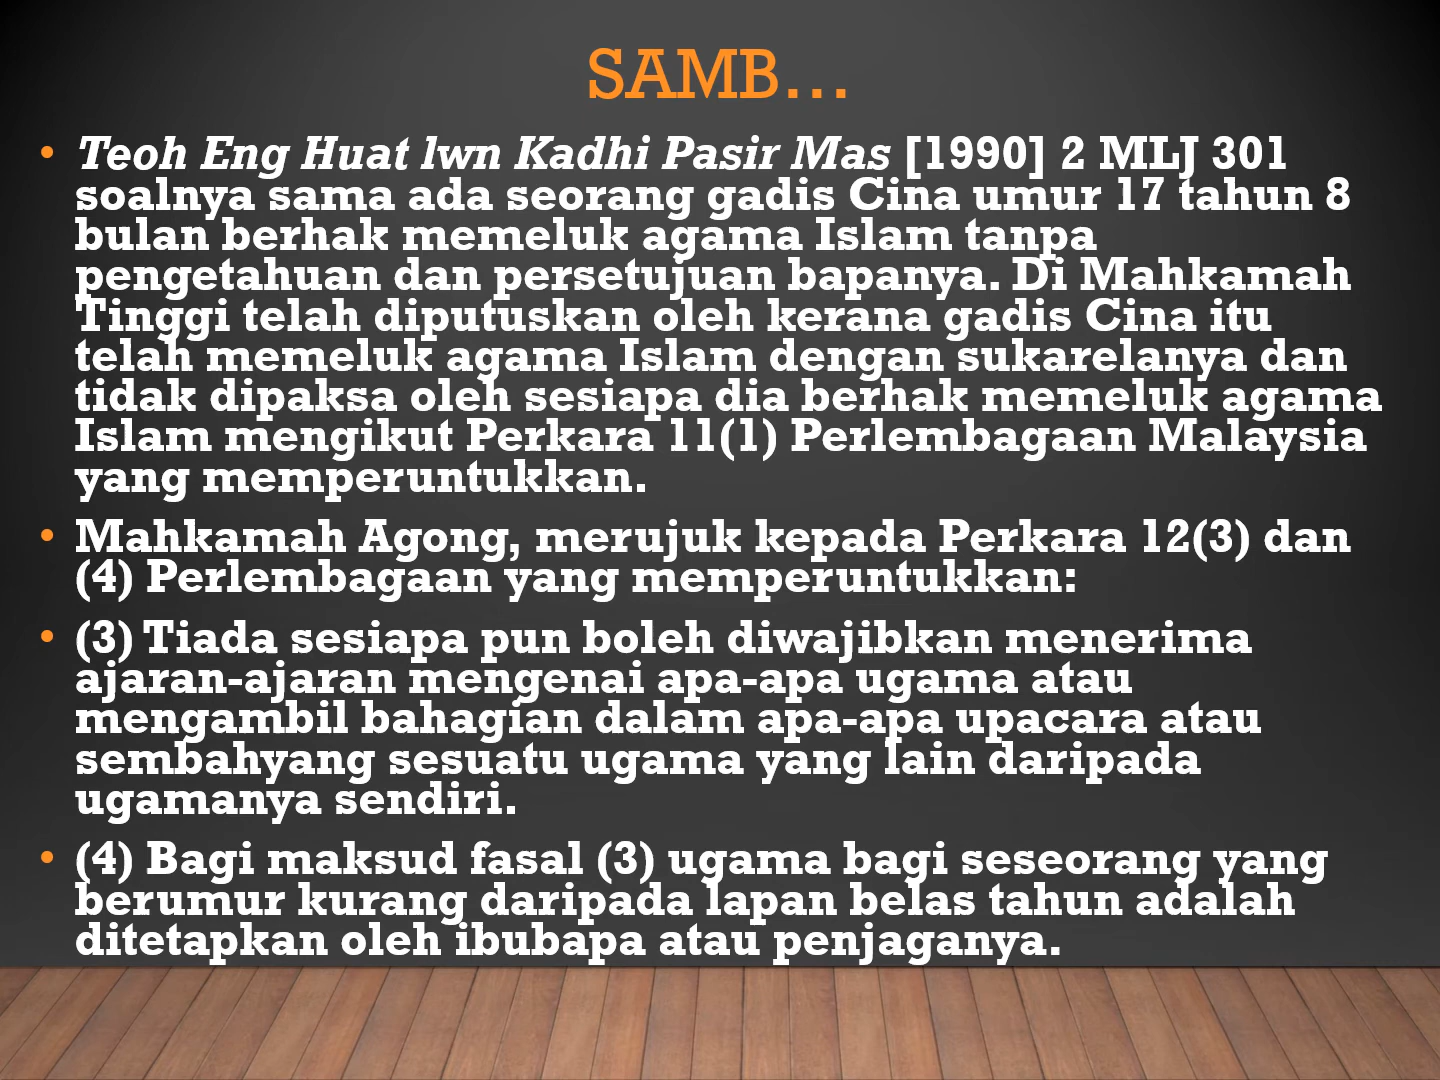 SAMB...
• Teoh Eng Huat lwn Kadhi Pasir Mas [1990] 2 MLJ 301
soalnya sama ada seorang gadis Cina umur 17 tahun 8
bulan berhak memeluk agama Islam tanpa
pengetahuan dan persetujuan bapanya. Di Mahkamah
Tinggi telah diputuskan oleh kerana gadis Cina itu
telah memeluk agama Islam dengan sukarelanya dan
tidak dipaksa oleh sesiapa dia berhak memeluk agama
Islam mengikut Perkara 11(1) Perlembagaan Malaysia
yang memperuntukkan.
• Mahkamah Agong, merujuk kepada Perkara 12(3) dan
(4) Perlembagaan yang memperuntukkan:
• (3) Tiada sesiapa pun boleh diwajibkan menerima
ajaran-ajaran mengenai apa-apa ugama atau
mengambil bahagian dalam apa-apa upacara atau
sembahyang sesuatu ugama yang lain daripada
ugamanya sendiri.
• (4) Bagi maksud fasal (3) ugama bagi seseorang yang
berumur kurang daripada lapan belas tahun adalah
ditetapkan oleh ibubapa atau penjaganya.